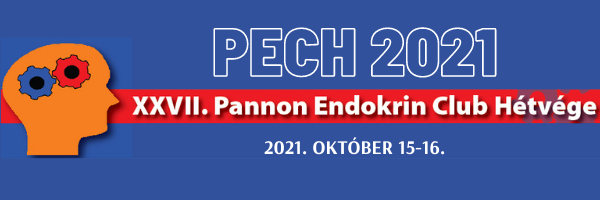 PECH 2021
XXVII. Pannon Endokrin Club Hétvége
2021. OKTÓBER 15-16.